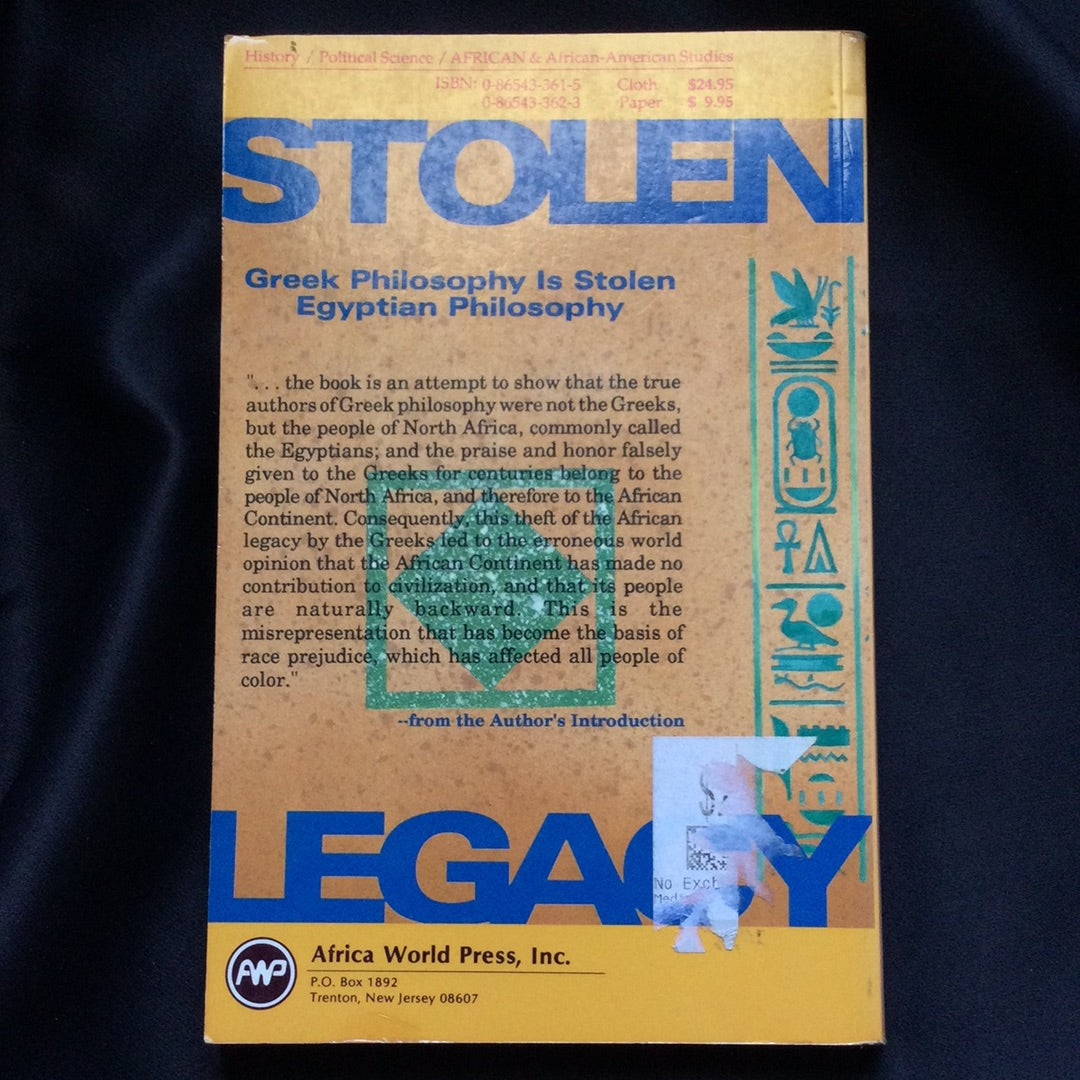 History / Political Science / AFRICAN & African-American Studies
ISBN: 0-86543-361-5 Cloth $24.95
0-86543-362-3 Paper $ 9.95
STOLEN
Greek Philosophy Is Stolen
Egyptian Philosophy
". . . the book is an attempt to show that the true
authors of Greek philosophy were not the Greeks,
but the people of North Africa, commonly called
the Egyptians; and the praise and honor falsely
given to the Greeks for centuries belong to the
people of North Africa, and therefore to the African
Continent. Consequently, this theft of the African
legacy by the Greeks led to the erroneous world
opinion that the African Continent has made no
contribution to civilization, and that its people
are naturally backward. This is the
misrepresentation that has become the basis of
race prejudice, which has affected all people of
color."
--from the Author's Introduction
LEGACY
$
No Exch
AWP
Africa World Press, Inc.
P.O. Box 1892
Trenton, New Jersey 08607